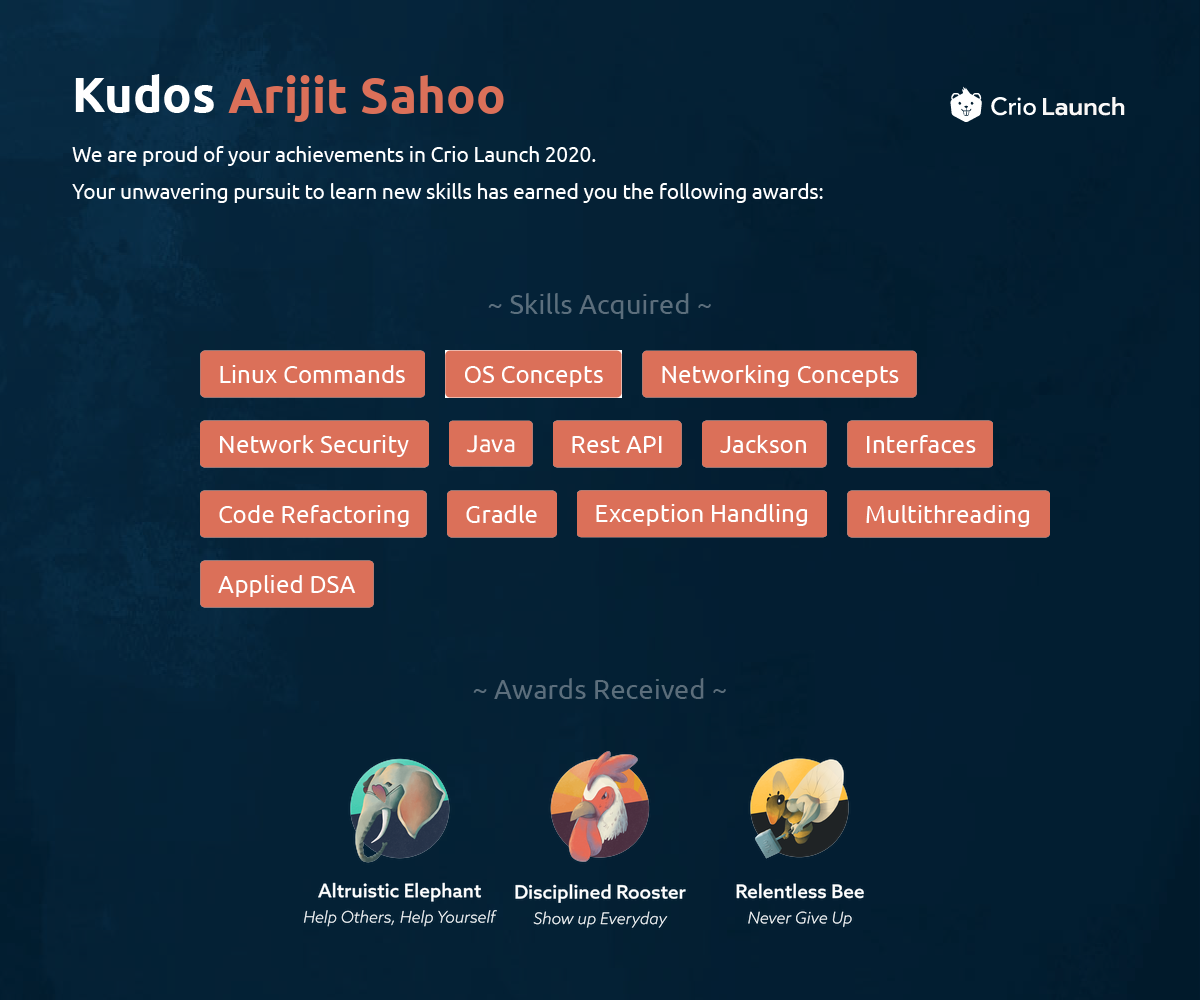 Kudos Arijit Sahoo
Crio Launch
We are proud of your achievements in Crio Launch 2020.
Your unwavering pursuit to learn new skills has earned you the following awards:
~ Skills Acquired ~
Linux Commands OS Concepts Networking Concepts
Network Security Java Rest API Jackson Interfaces
Code Refactoring Gradle Exception Handling Multithreading
Applied DSA
~ Awards Received ~
Altruistic Elephant Disciplined Rooster Relentless Bee
Help Others, Help Yourself Show up Everyday Never Give Up